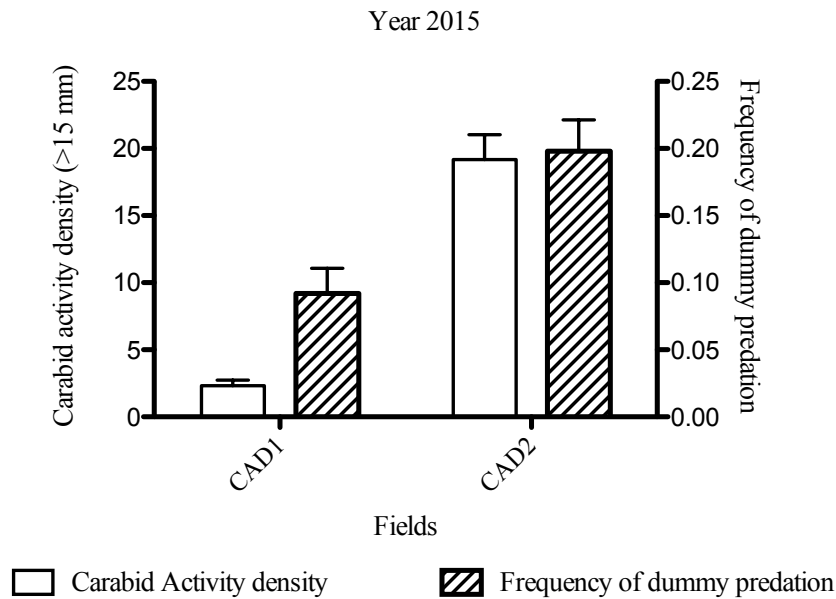 Year 2015
Carabid activity density (>15 mm)
25
20
15
10
5
0
0.25
0.20
0.15
0.10
0.05
0.00
Frequency of dummy predation
CAD1
CAD2
Fields
Carabid Activity density
Frequency of dummy predation